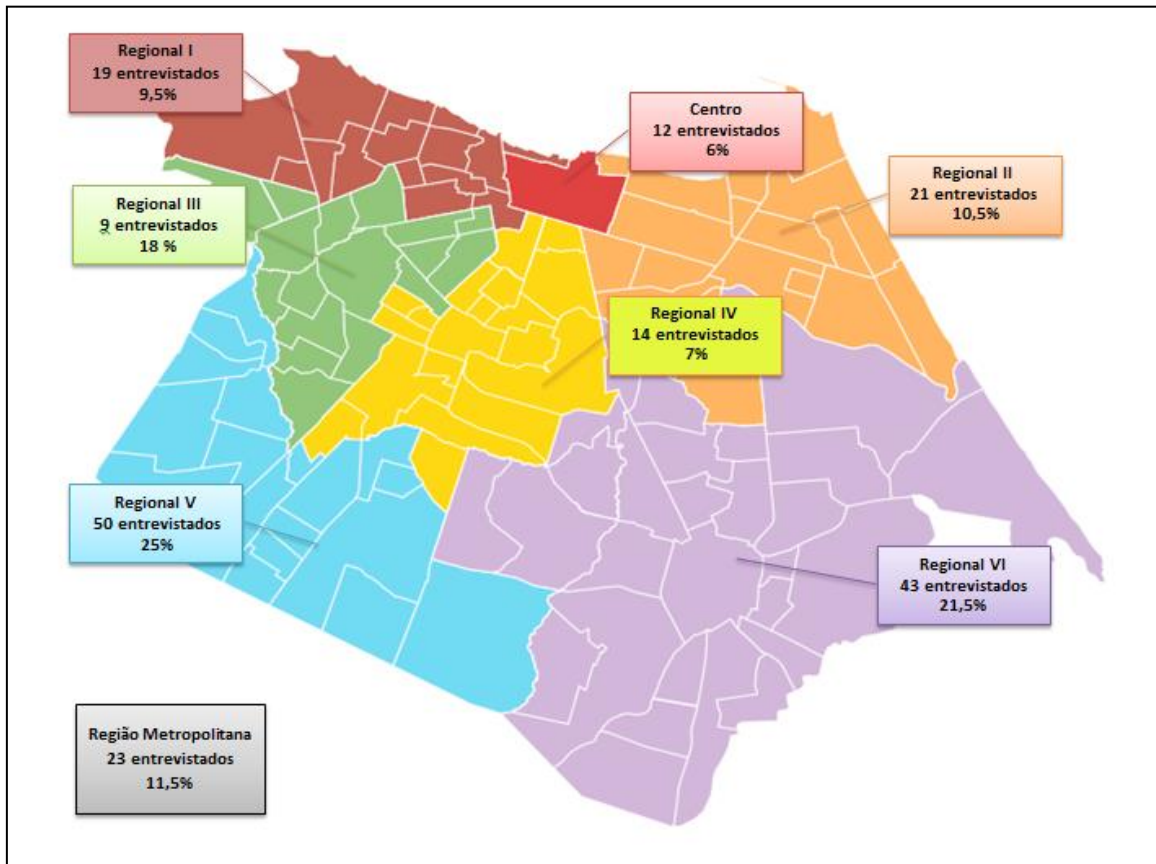 Regional I
19 entrevistados
9,5%
Centro
12 entrevistados
6%
Regional II
21 entrevistados
10,5%
Regional III
9 entrevistados
18 %
Regional IV
14 entrevistados
7%
Regional V
50 entrevistados
25%
Regional VI
43 entrevistados
21,5%
Região Metropolitana
23 entrevistados
11,5%